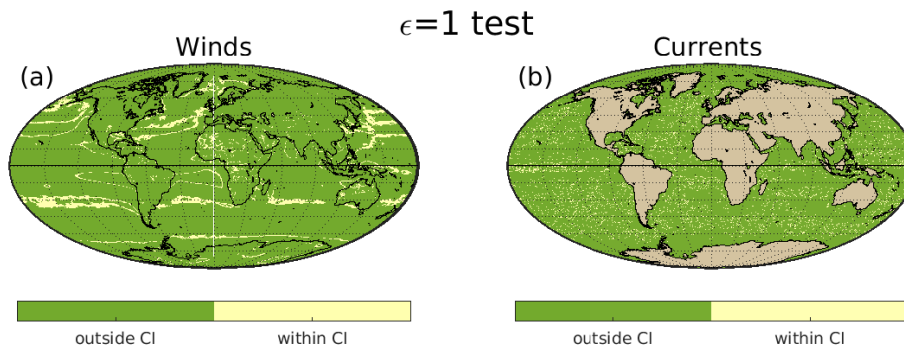 ϵ=1 test
Winds
Currents
(a)
(b)
outside CI
within CI
outside CI
within CI